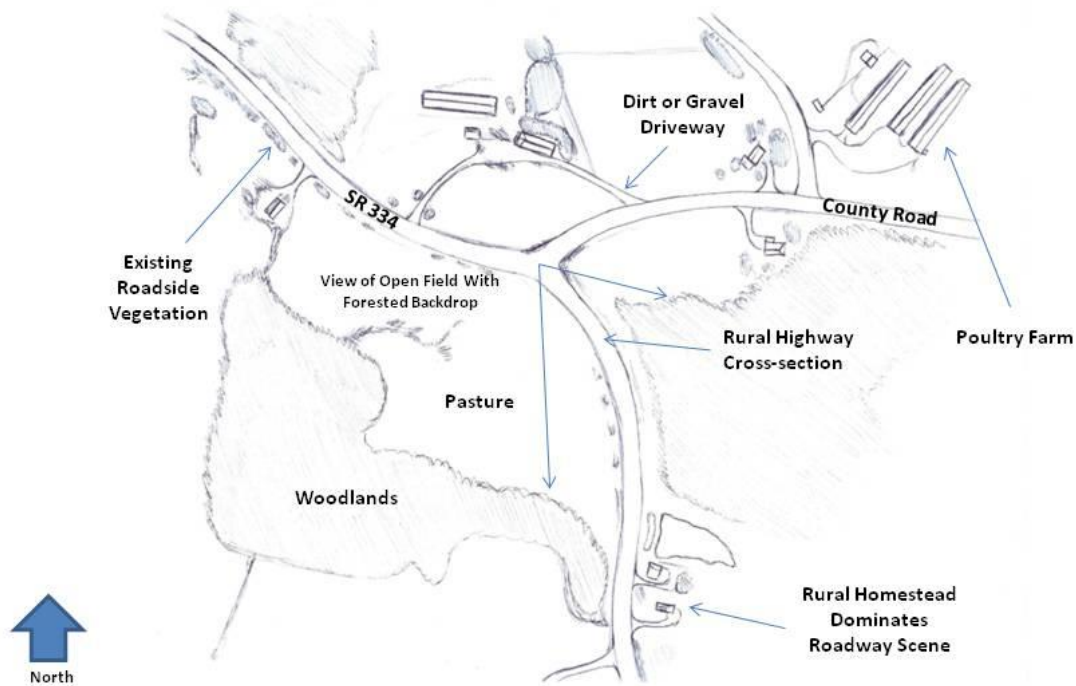 Dirt or Gravel
Driveway
SR 334
County Road
Existing
Roadside
Vegetation
View of Open Field With
Forested Backdrop
Rural Highway
Cross-section
Poultry Farm
Pasture
Woodlands
Rural Homestead
Dominates
Roadway Scene
North